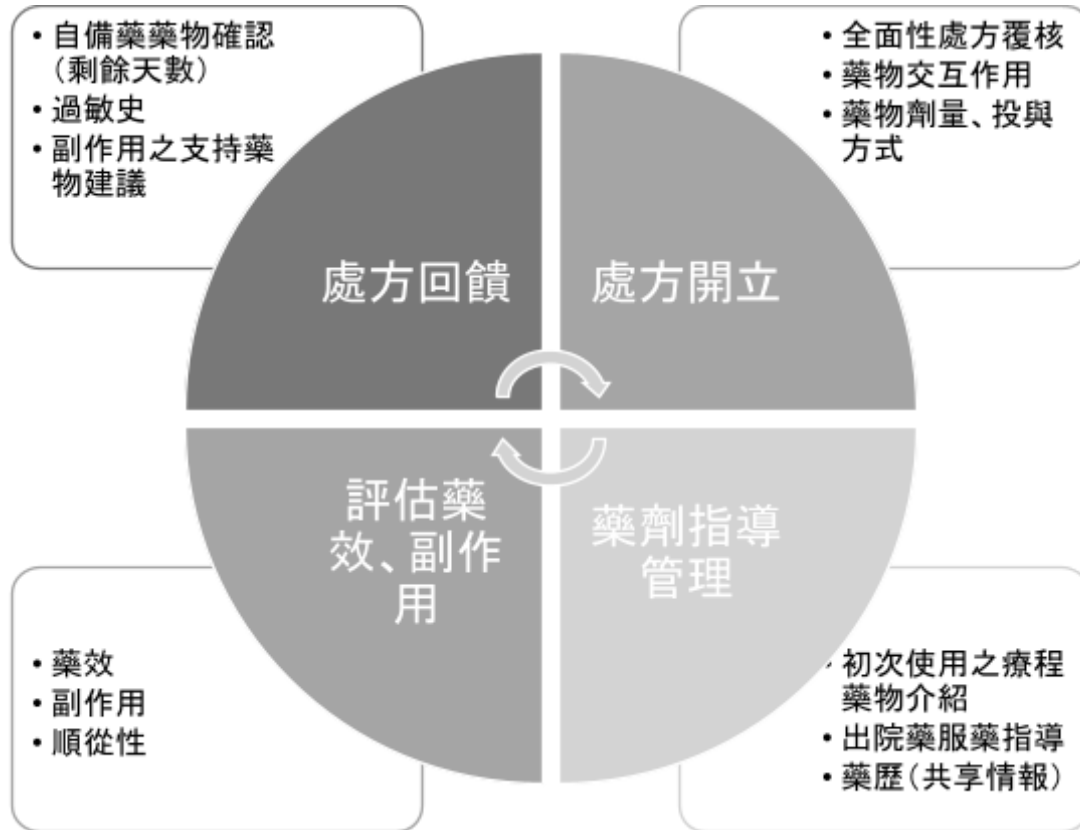 • 自備藥藥物確認
(剩餘天數)
• 過敏史
• 副作用之支持藥
物建議
• 全面性處方覆核
• 藥物交互作用
• 藥物劑量、投與
方式
處方回饋
處方開立
評估藥
效、副作
用
藥劑指導
管理
• 藥效
• 副作用
• 順從性
• 初次使用之療程
藥物介紹
• 出院藥服藥指導
• 藥歷(共享情報)